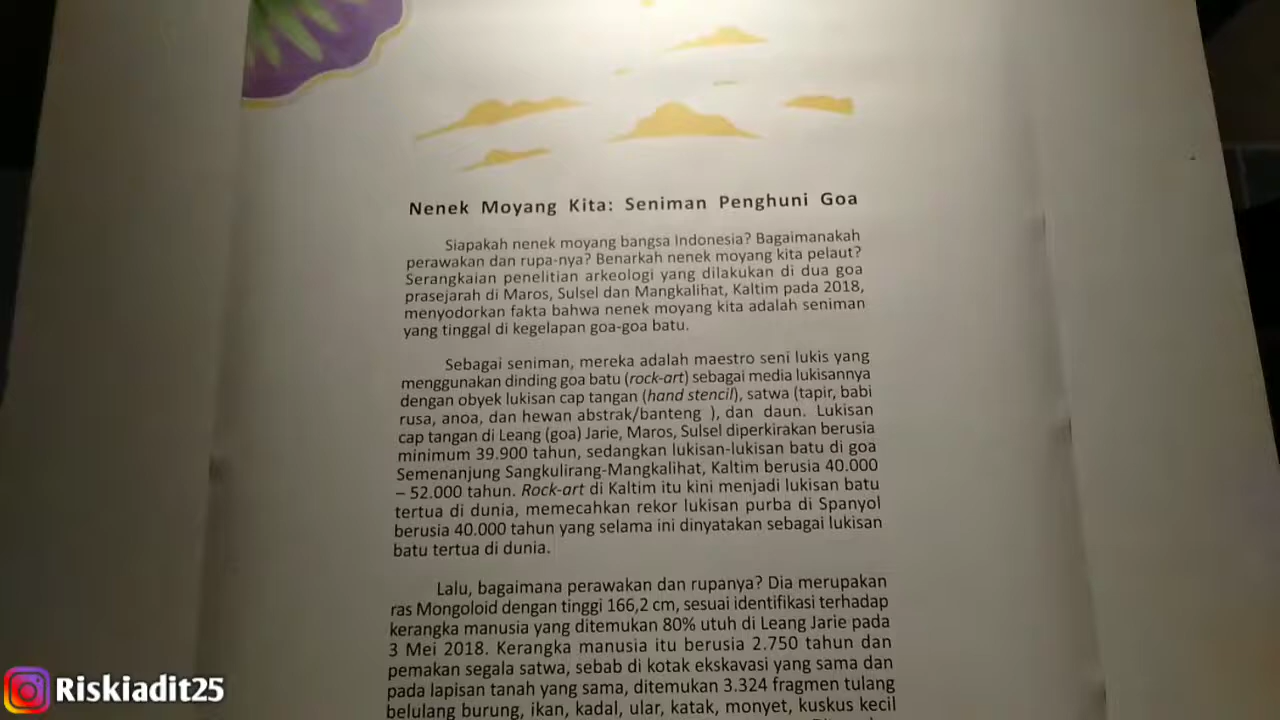 Nenek Moyang Kita: Seniman Penghuni Goa
Siapakah nenek moyang bangsa Indonesia? Bagaimanakah
perawakan dan rupa-nya? Benarkah nenek moyang kita pelaut?
Serangkaian penelitian arkeologi yang dilakukan di dua goa
prasejarah di Maros, Sulsel dan Mangkalihat, Kaltim pada 2018,
menyodorkan fakta bahwa nenek moyang kita adalah seniman
yang tinggal di kegelapan goa-goa batu.
Sebagai seniman, mereka adalah maestro seni lukis yang
menggunakan dinding goa batu (rock-art) sebagai media lukisannya
dengan obyek lukisan cap tangan (hand stencil), satwa (tapir, babi
rusa, anoa, dan hewan abstrak/banteng ), dan daun. Lukisan
cap tangan di Leang (goa) Jarie, Maros, Sulsel diperkirakan berusia
minimum 39.900 tahun, sedangkan lukisan-lukisan batu di goa
Semenanjung Sangkulirang-Mangkalihat, Kaltim berusia 40.000
– 52.000 tahun. Rock-art di Kaltim itu kini menjadi lukisan batu
tertua di dunia, memecahkan rekor lukisan purba di Spanyol
berusia 40.000 tahun yang selama ini dinyatakan sebagai lukisan
batu tertua di dunia.
Lalu, bagaimana perawakan dan rupanya? Dia merupakan
ras Mongoloid dengan tinggi 166,2 cm, sesuai identifikasi terhadap
kerangka manusia yang ditemukan 80% utuh di Leang Jarie pada
3 Mei 2018. Kerangka manusia itu berusia 2.750 tahun dan
pemakan segala satwa, sebab di kotak ekskavasi yang sama dan
pada lapisan tanah yang sama, ditemukan 3.324 fragmen tulang
belulang burung, ikan, kadal, ular, katak, monyet, kuskus kecil
Riskiadit25